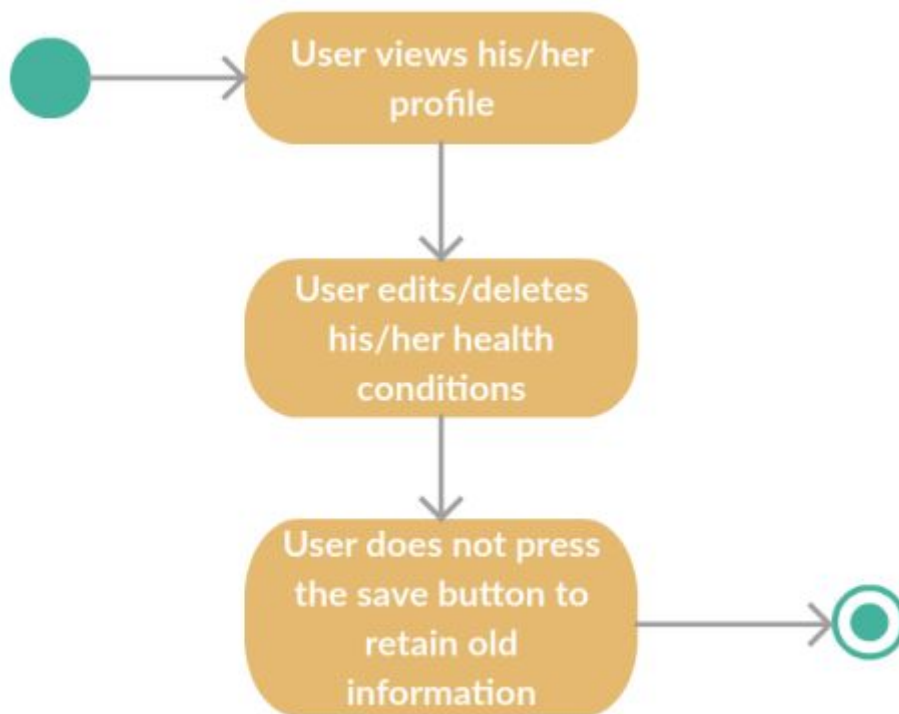 User views his/her
profile
User edits/deletes
his/her health
conditions
User does not press
the save button to
retain old
information